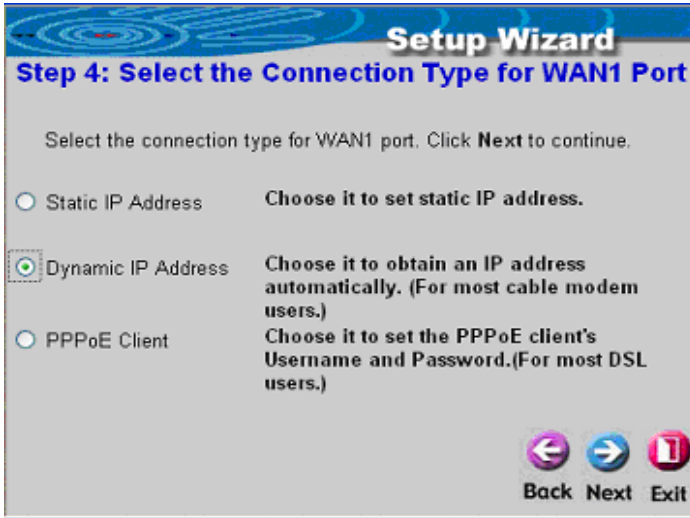 Setup Wizard
Step 4: Select the Connection Type for WAN1 Port
Select the connection type for WAN1 port. Click Next to continue.
Static IP Address
Choose it to set static IP address.
Dynamic IP Address
Choose it to obtain an IP address
automatically. (For most cable modem
users.)
PPPoE Client
Choose it to set the PPPoE client's
Username and Password.(For most DSL
users.)
Back Next Exit